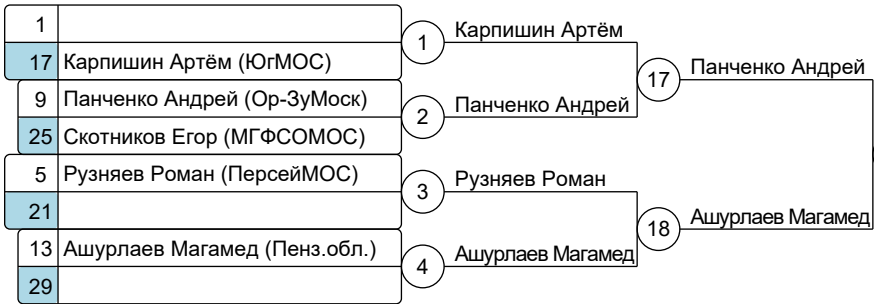 1
17 Карпишин Артём (ЮгМОС)
9 Панченко Андрей (Ор-ЗуМоск)
25 Скотников Егор (МГФСОМОС)
5 Рузняев Роман (ПерсейМОС)
21
13 Ашурлаев Магамед (Пенз.обл.)
29
1 Карпишин Артём
2 Панченко Андрей
3 Рузняев Роман
4 Ашурлаев Магамед
17 Панченко Андрей
18 Ашурлаев Магамед